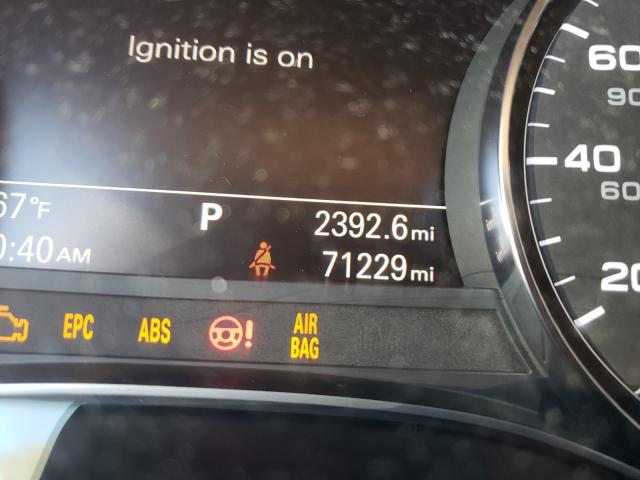 Ignition is on
67°F P 2392.6 mi
0:40 AM 71229 mi
EPC ABS AIR BAG
60
90
40
60
20